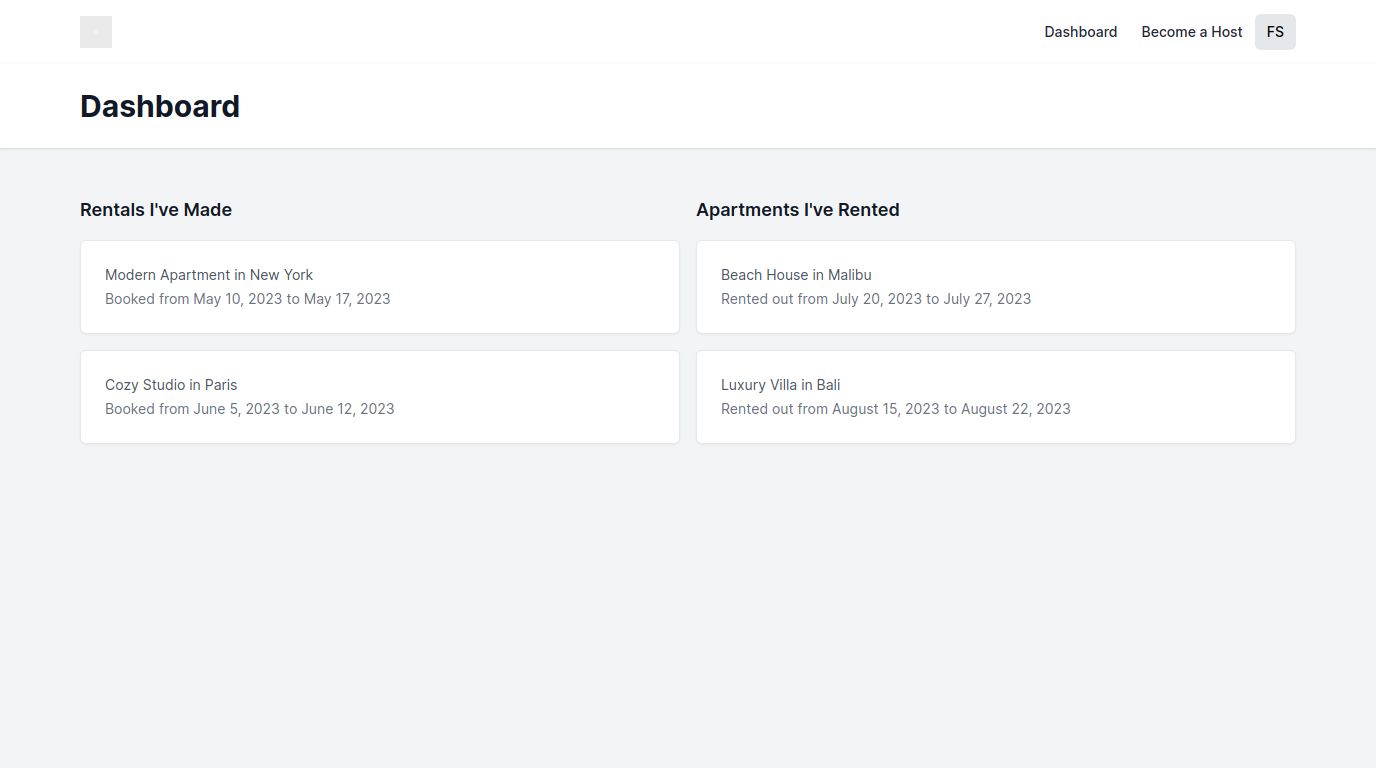 Dashboard
Become a Host
FS
Dashboard
Rentals I've Made
Modern Apartment in New York
Booked from May 10, 2023 to May 17, 2023
Cozy Studio in Paris
Booked from June 5, 2023 to June 12, 2023
Apartments I've Rented
Beach House in Malibu
Rented out from July 20, 2023 to July 27, 2023
Luxury Villa in Bali
Rented out from August 15, 2023 to August 22, 2023